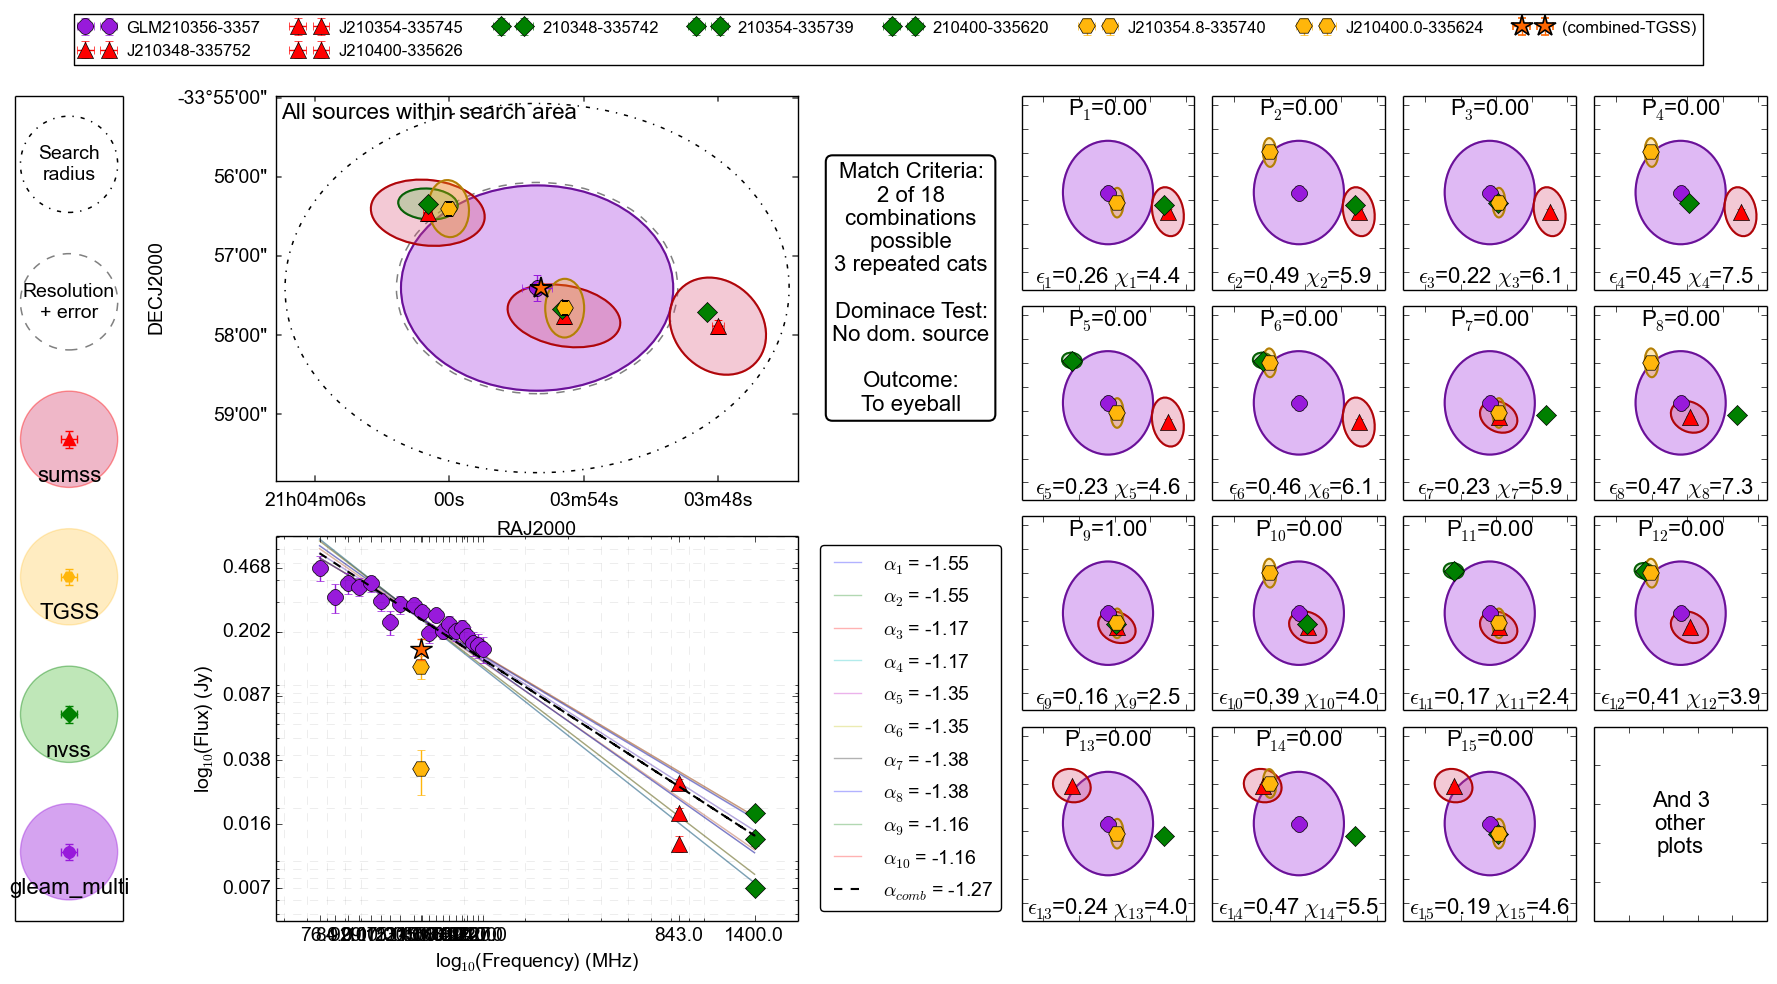 GLM210356-3357
J210354-335745
210348-335742
210354-335739
210400-335620
J210354.8-335740
J210400.0-335624
(combined-TGSS)
J210348-335752
J210400-335626
Search
radius
Resolution
+ error
sumss
TGSS
nvss
gleam_multi
All sources within search area
-33°55'00"
56'00"
57'00"
58'00"
59'00"
DECJ2000
21h04m06s
00s
03m54s
03m48s
RAJ2000
Match Criteria:
2 of 18
combinations
possible
3 repeated cats
Dominace Test:
No dom. source
Outcome:
To eyeball
0.468
0.202
0.087
0.038
0.016
0.007
log10(Flux) (Jy)
843.0
1400.0
log10(Frequency) (MHz)
α1 = -1.55
α2 = -1.55
α3 = -1.17
α4 = -1.17
α5 = -1.35
α6 = -1.35
α7 = -1.38
α8 = -1.38
α9 = -1.16
α10 = -1.16
αcomb = -1.27
P1=0.00
ϵ1=0.26 χ1=4.4
P2=0.00
ϵ2=0.49 χ2=5.9
P3=0.00
ϵ3=0.22 χ3=6.1
P4=0.00
ϵ4=0.45 χ4=7.5
P5=0.00
ϵ5=0.23 χ5=4.6
P6=0.00
ϵ6=0.46 χ6=6.1
P7=0.00
ϵ7=0.23 χ7=5.9
P8=0.00
ϵ8=0.47 χ8=7.3
P9=1.00
ϵ9=0.16 χ9=2.5
P10=0.00
ϵ10=0.39 χ10=4.0
P11=0.00
ϵ11=0.17 χ11=2.4
P12=0.00
ϵ12=0.41 χ12=3.9
P13=0.00
ϵ13=0.24 χ13=4.0
P14=0.00
ϵ14=0.47 χ14=5.5
P15=0.00
ϵ15=0.19 χ15=4.6
And 3
other
plots